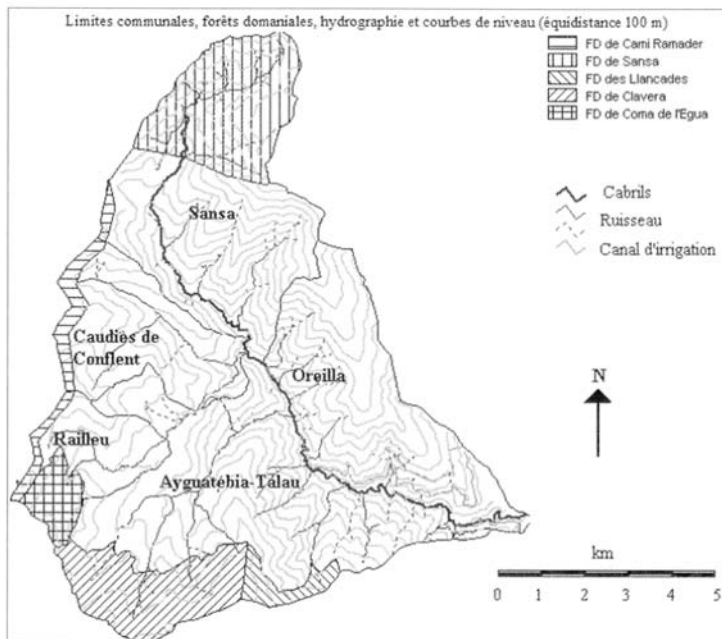 Limites communales, forêts domaniales, hydrographie et courbes de niveau (équidistance 100 m)
FD de Cami Ramader
FD de Sansa
FD des Llancades
FD de Clavera
FD de Coma de l'Egua
Cabrils
Ruisseau
Canal d'irrigation
Sansa
Caudiès de
Conflent
Oreilla
N
Railleu
Ayguatébia-Talau
km
0 1 2 3 4 5